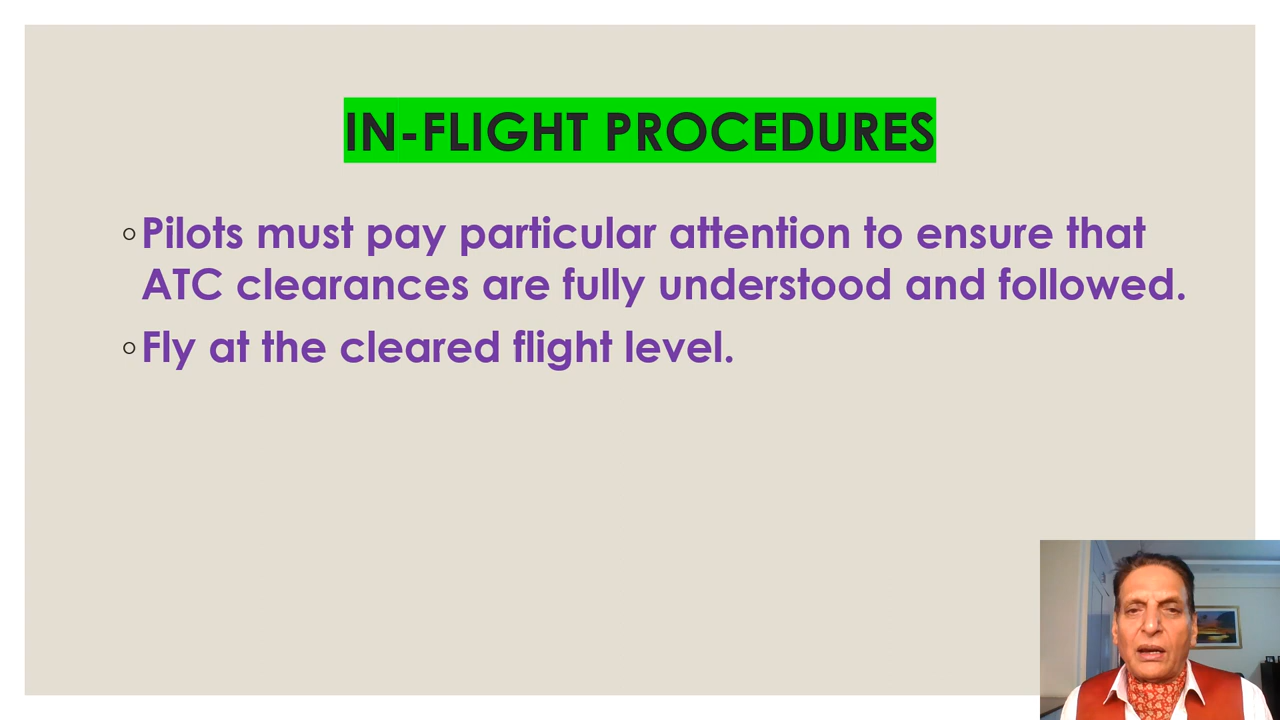 IN-FLIGHT PROCEDURES
◦Pilots must pay particular attention to ensure that
ATC clearances are fully understood and followed.
◦Fly at the cleared flight level.